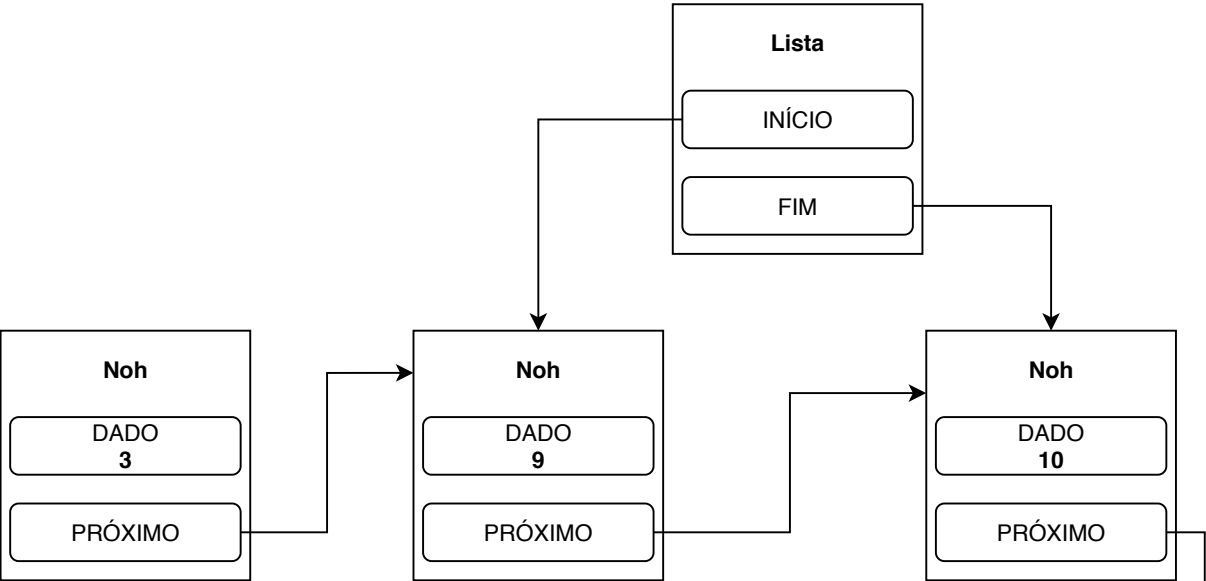 Lista
INÍCIO
FIM
Noh
DADO
3
PRÓXIMO
Noh
DADO
9
PRÓXIMO
Noh
DADO
10
PRÓXIMO